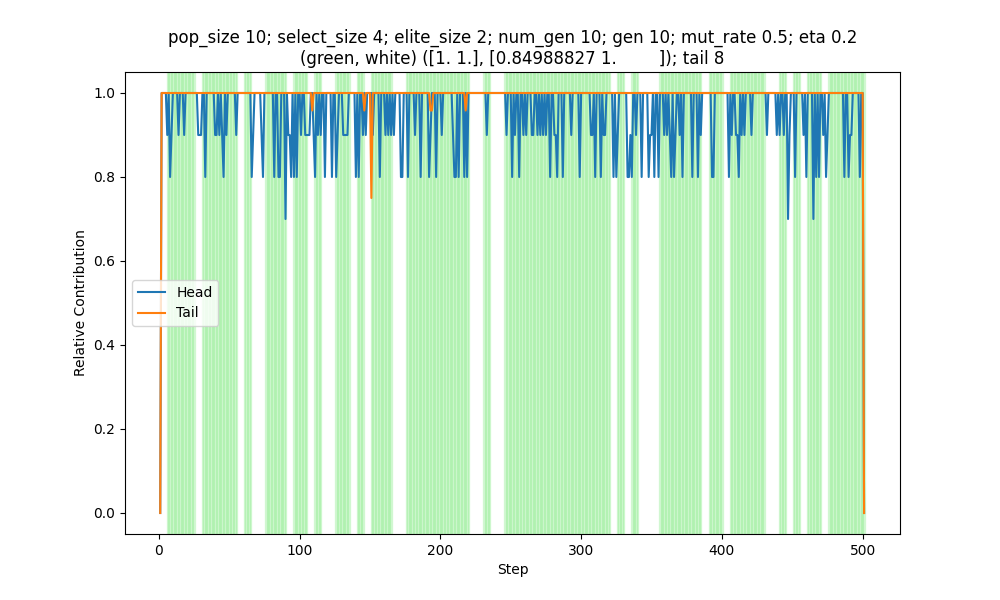 pop_size 10; select_size 4; elite_size 2; num_gen 10; gen 10; mut_rate 0.5; eta 0.2
(green, white) ([1. 1.], [0.84988827 1.        ]); tail 8
1.0
0.8
0.6
0.4
0.2
0.0
Relative Contribution
Head
Tail
0
100
200
300
400
500
Step